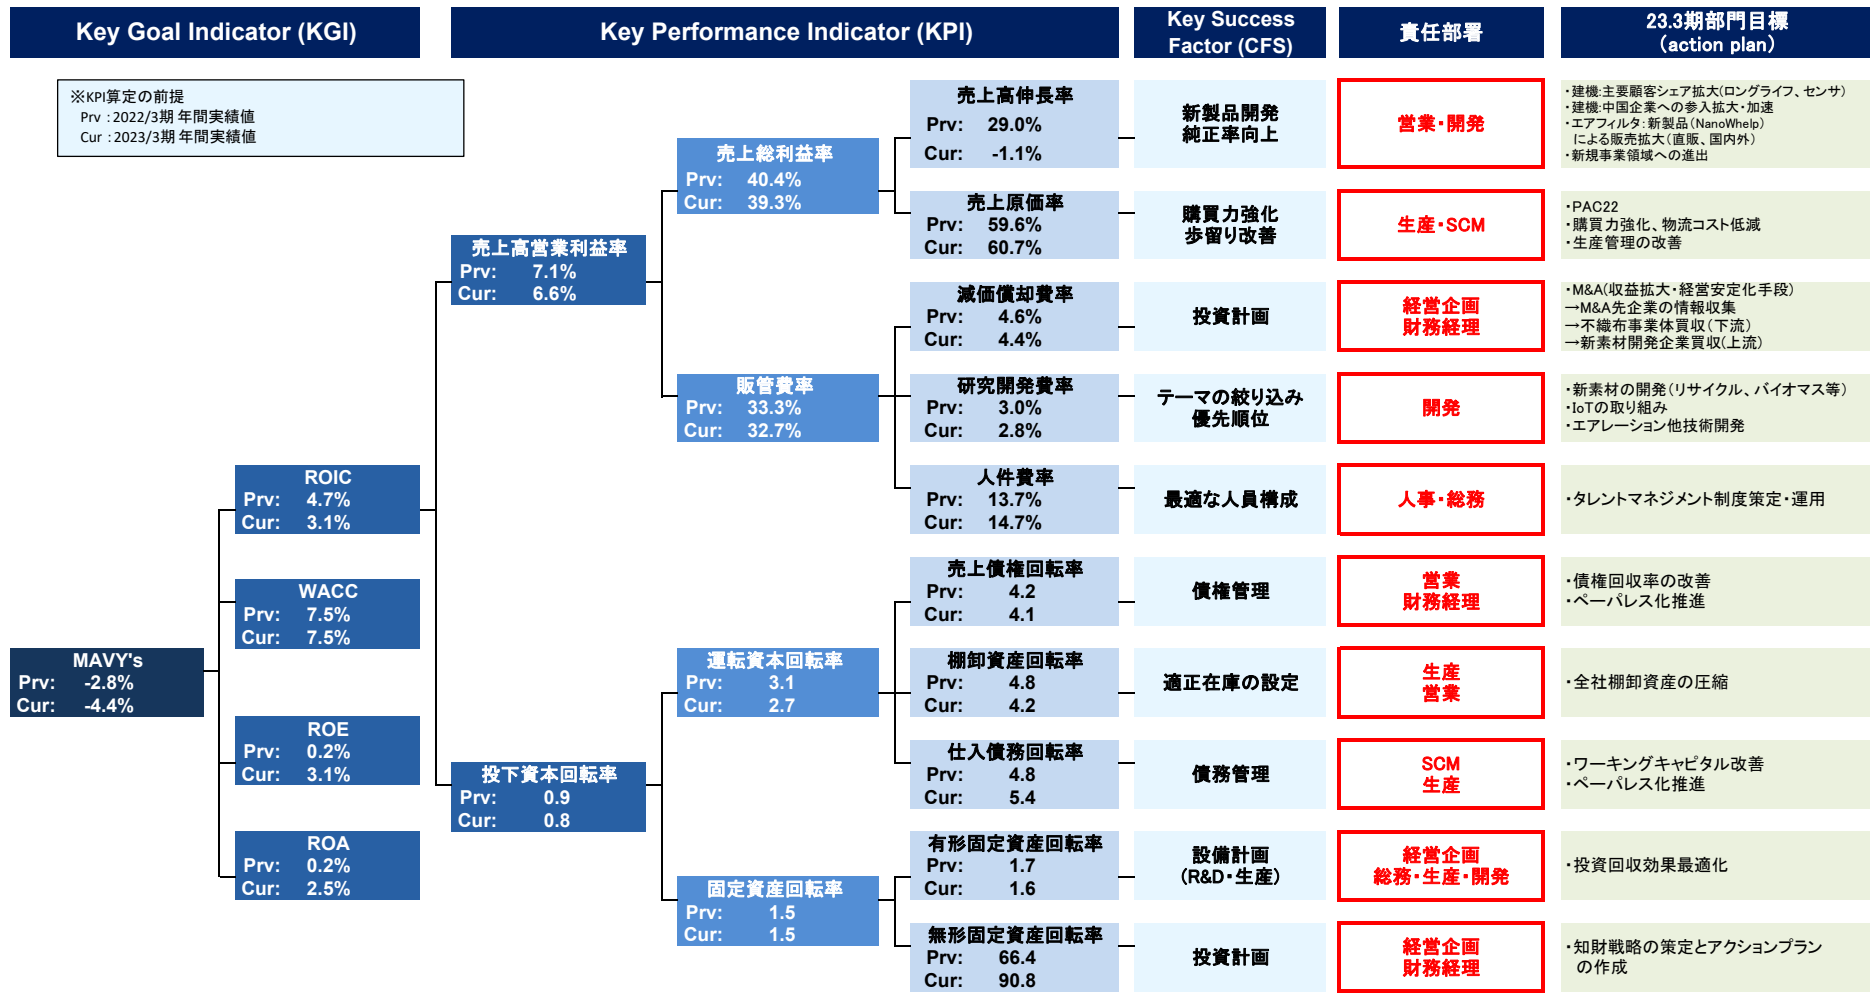 Key Goal Indicator (KGI)
Key Performance Indicator (KPI)
Key Success
Factor (CFS)
責任部署
23.3期部門目標
(action plan)
※KPI算定の前提
Prv :2022/3期 年間実績値
Cur :2023/3期 年間実績値
MAVY's
Prv: -2.8%
Cur: -4.4%
ROIC
Prv: 4.7%
Cur: 3.1%
WACC
Prv: 7.5%
Cur: 7.5%
ROE
Prv: 0.2%
Cur: 3.1%
ROA
Prv: 0.2%
Cur: 2.5%
売上高営業利益率
Prv: 7.1%
Cur: 6.6%
投下資本回転率
Prv: 0.9
Cur: 0.8
売上総利益率
Prv: 40.4%
Cur: 39.3%
販管費率
Prv: 33.3%
Cur: 32.7%
運転資本回転率
Prv: 3.1
Cur: 2.7
固定資産回転率
Prv: 1.5
Cur: 1.5
売上高伸長率
Prv: 29.0%
Cur: -1.1%
新製品開発
純正率向上
営業・開発
・建機:主要顧客シェア拡大(ロングライフ、センサ)
・建機:中国企業への参入拡大・加速
・エアフィルタ:新製品(NanoWhelp)
による販売拡大(直販、国内外)
・新規事業領域への進出
売上原価率
Prv: 59.6%
Cur: 60.7%
購買力強化
歩留り改善
生産・SCM
・PAC22
・購買力強化、物流コスト低減
・生産管理の改善
減価償却費率
Prv: 4.6%
Cur: 4.4%
投資計画
経営企画
財務経理
・M&A(収益拡大・経営安定化手段)
→M&A先企業の情報収集
→不織布事業体買収(下流)
→新素材開発企業買収(上流)
研究開発費率
Prv: 3.0%
Cur: 2.8%
テーマの絞り込み
優先順位
開発
・新素材の開発(リサイクル、バイオマス等)
・IoTの取り組み
・エアレーション他技術開発
人件費率
Prv: 13.7%
Cur: 14.7%
最適な人員構成
人事・総務
・タレントマネジメント制度策定・運用
売上債権回転率
Prv: 4.2
Cur: 4.1
債権管理
営業
財務経理
・債権回収率の改善
・ペーパレス化推進
棚卸資産回転率
Prv: 4.8
Cur: 4.2
適正在庫の設定
生産
営業
・全社棚卸資産の圧縮
仕入債務回転率
Prv: 4.8
Cur: 5.4
債務管理
SCM
生産
・ワーキングキャピタル改善
・ペーパレス化推進
有形固定資産回転率
Prv: 1.7
Cur: 1.6
設備計画
(R&D・生産)
経営企画
総務・生産・開発
・投資回収効果最適化
無形固定資産回転率
Prv: 66.4
Cur: 90.8
投資計画
経営企画
財務経理
・知財戦略の策定とアクションプラン
の作成